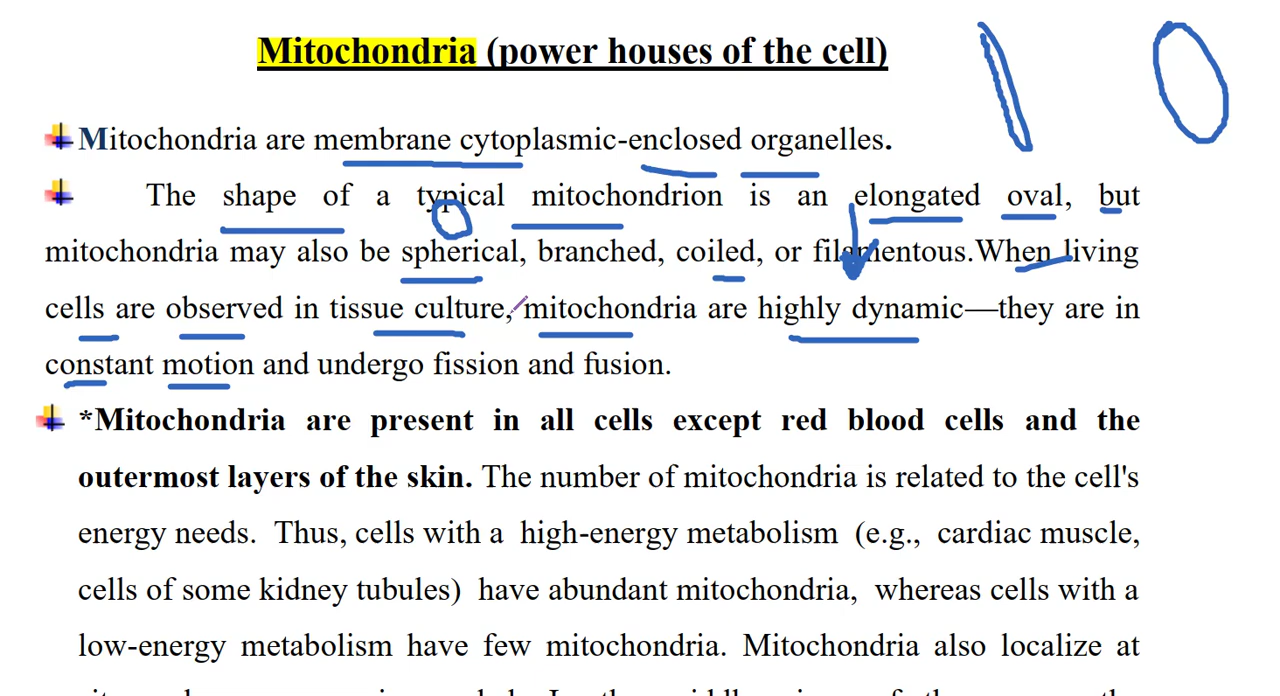 Mitochondria (power houses of the cell)
Mitochondria are membrane cytoplasmic-enclosed organelles.
The shape of a typical mitochondrion is an elongated oval, but
mitochondria may also be spherical, branched, coiled, or filamentous.When living
cells are observed in tissue culture, mitochondria are highly dynamic—they are in
constant motion and undergo fission and fusion.
*Mitochondria are present in all cells except red blood cells and the
outermost layers of the skin. The number of mitochondria is related to the cell's
energy needs. Thus, cells with a high-energy metabolism (e.g., cardiac muscle,
cells of some kidney tubules) have abundant mitochondria, whereas cells with a
low-energy metabolism have few mitochondria. Mitochondria also localize at